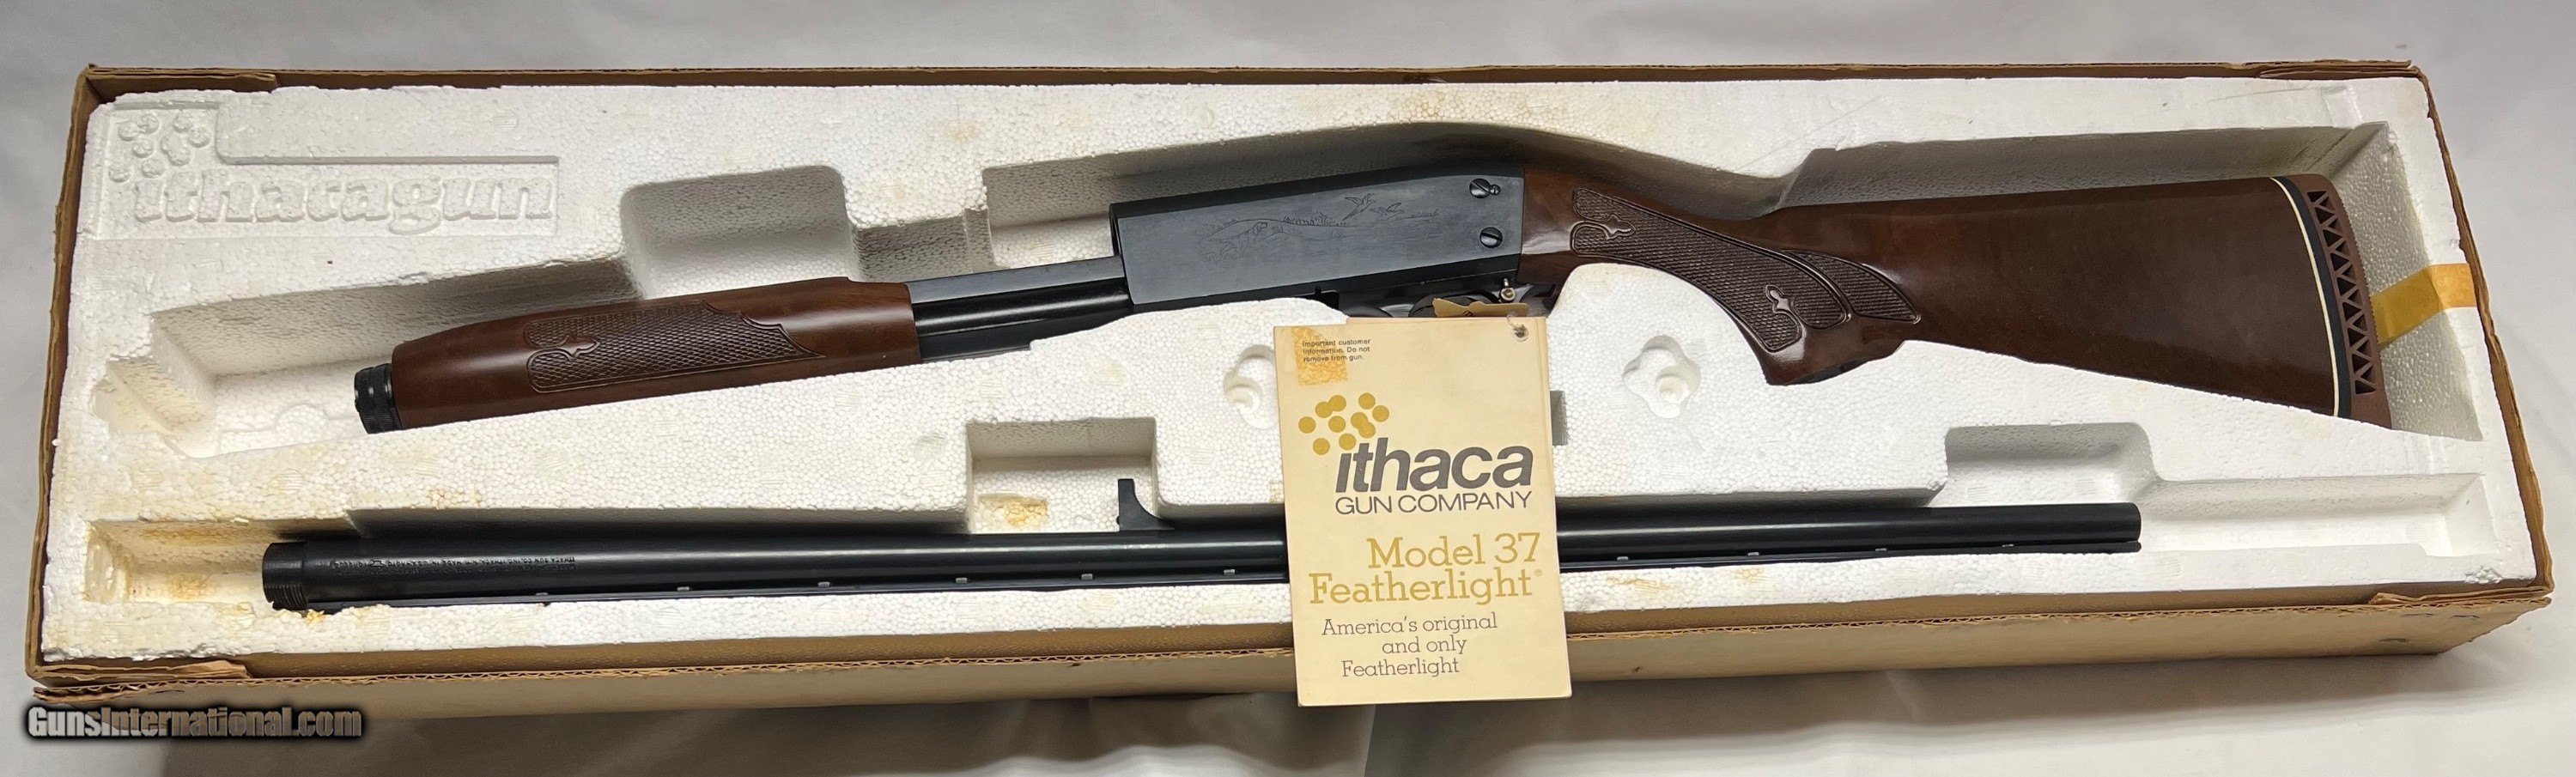 ithacagun
Important customer
information. Do not
remove from gun.
ithaca
GUN COMPANY
Model 37
Featherlight®
America's original
and only
Featherlight
GunsInternational.com